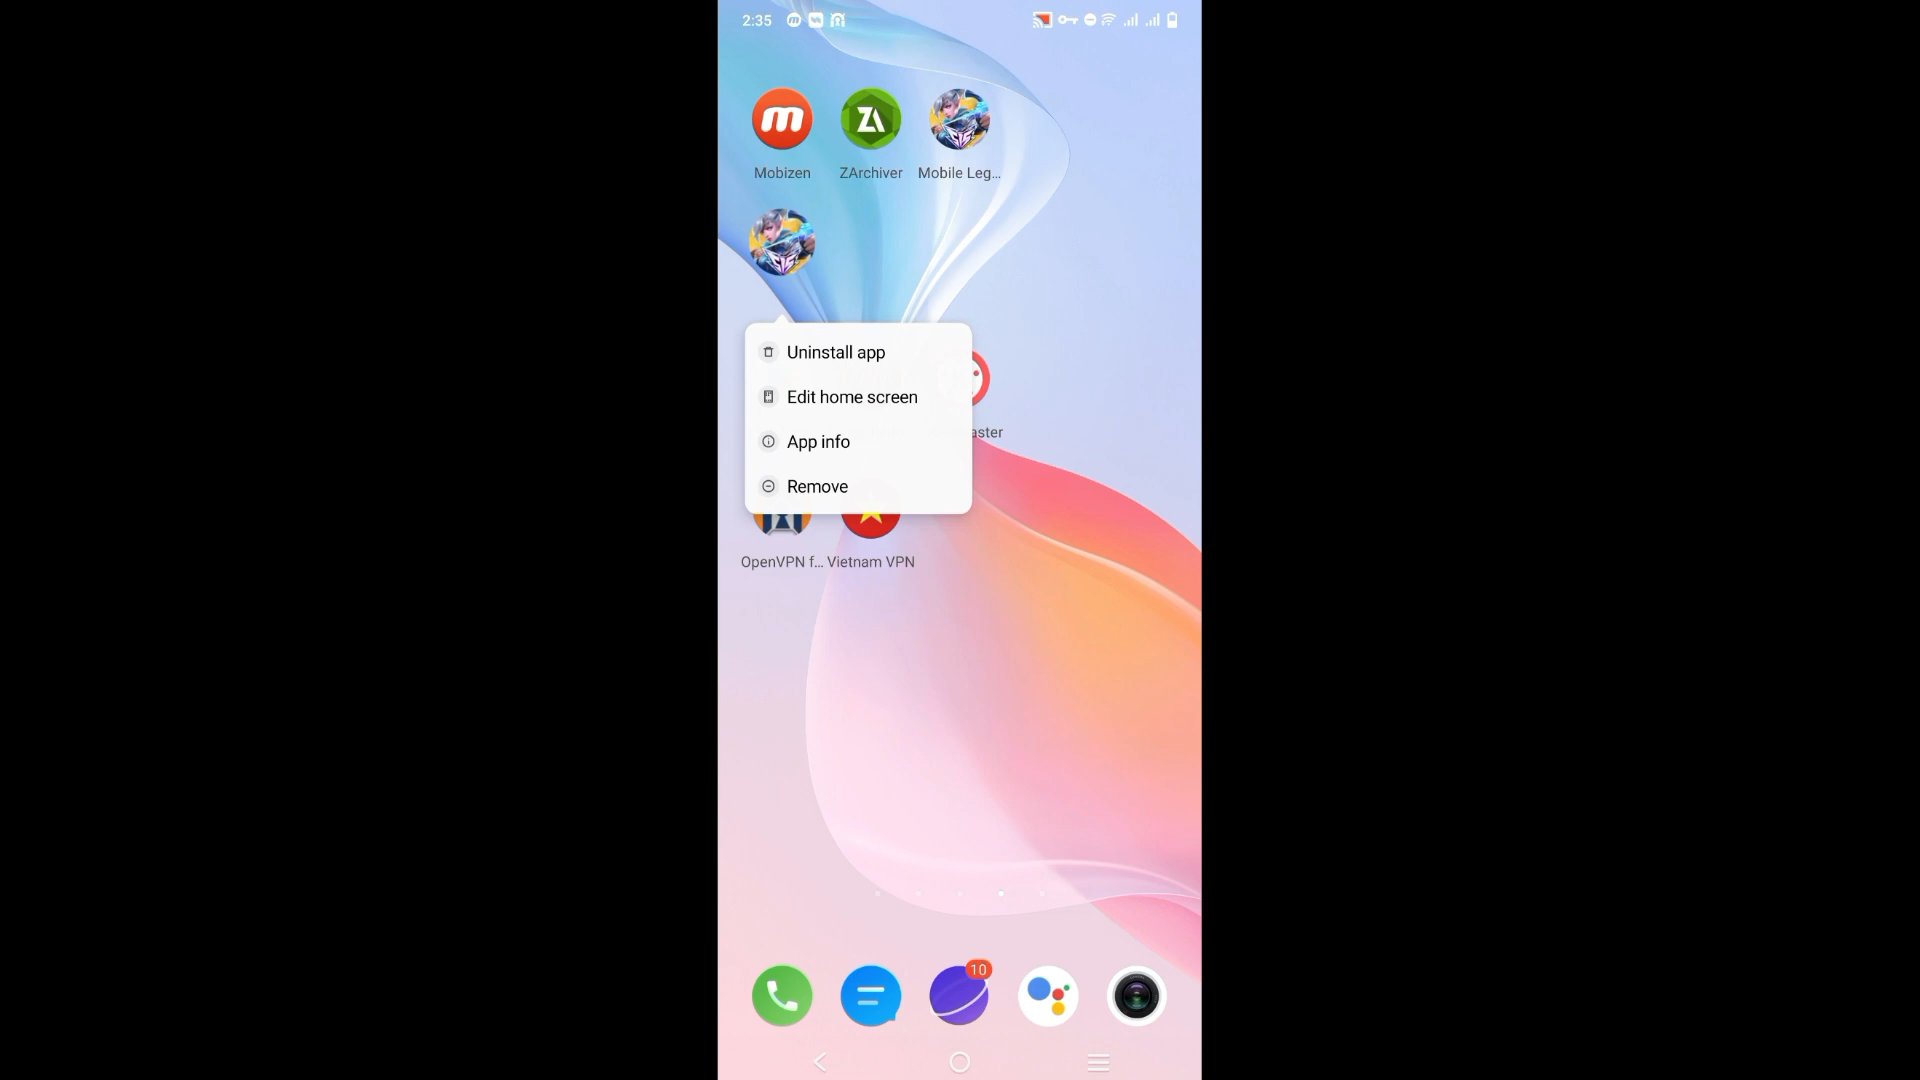 2:35
Mobizen
ZArchiver
Mobile Leg...
Uninstall app
Edit home screen
App info
Remove
aster
OpenVPN f...
Vietnam VPN
10